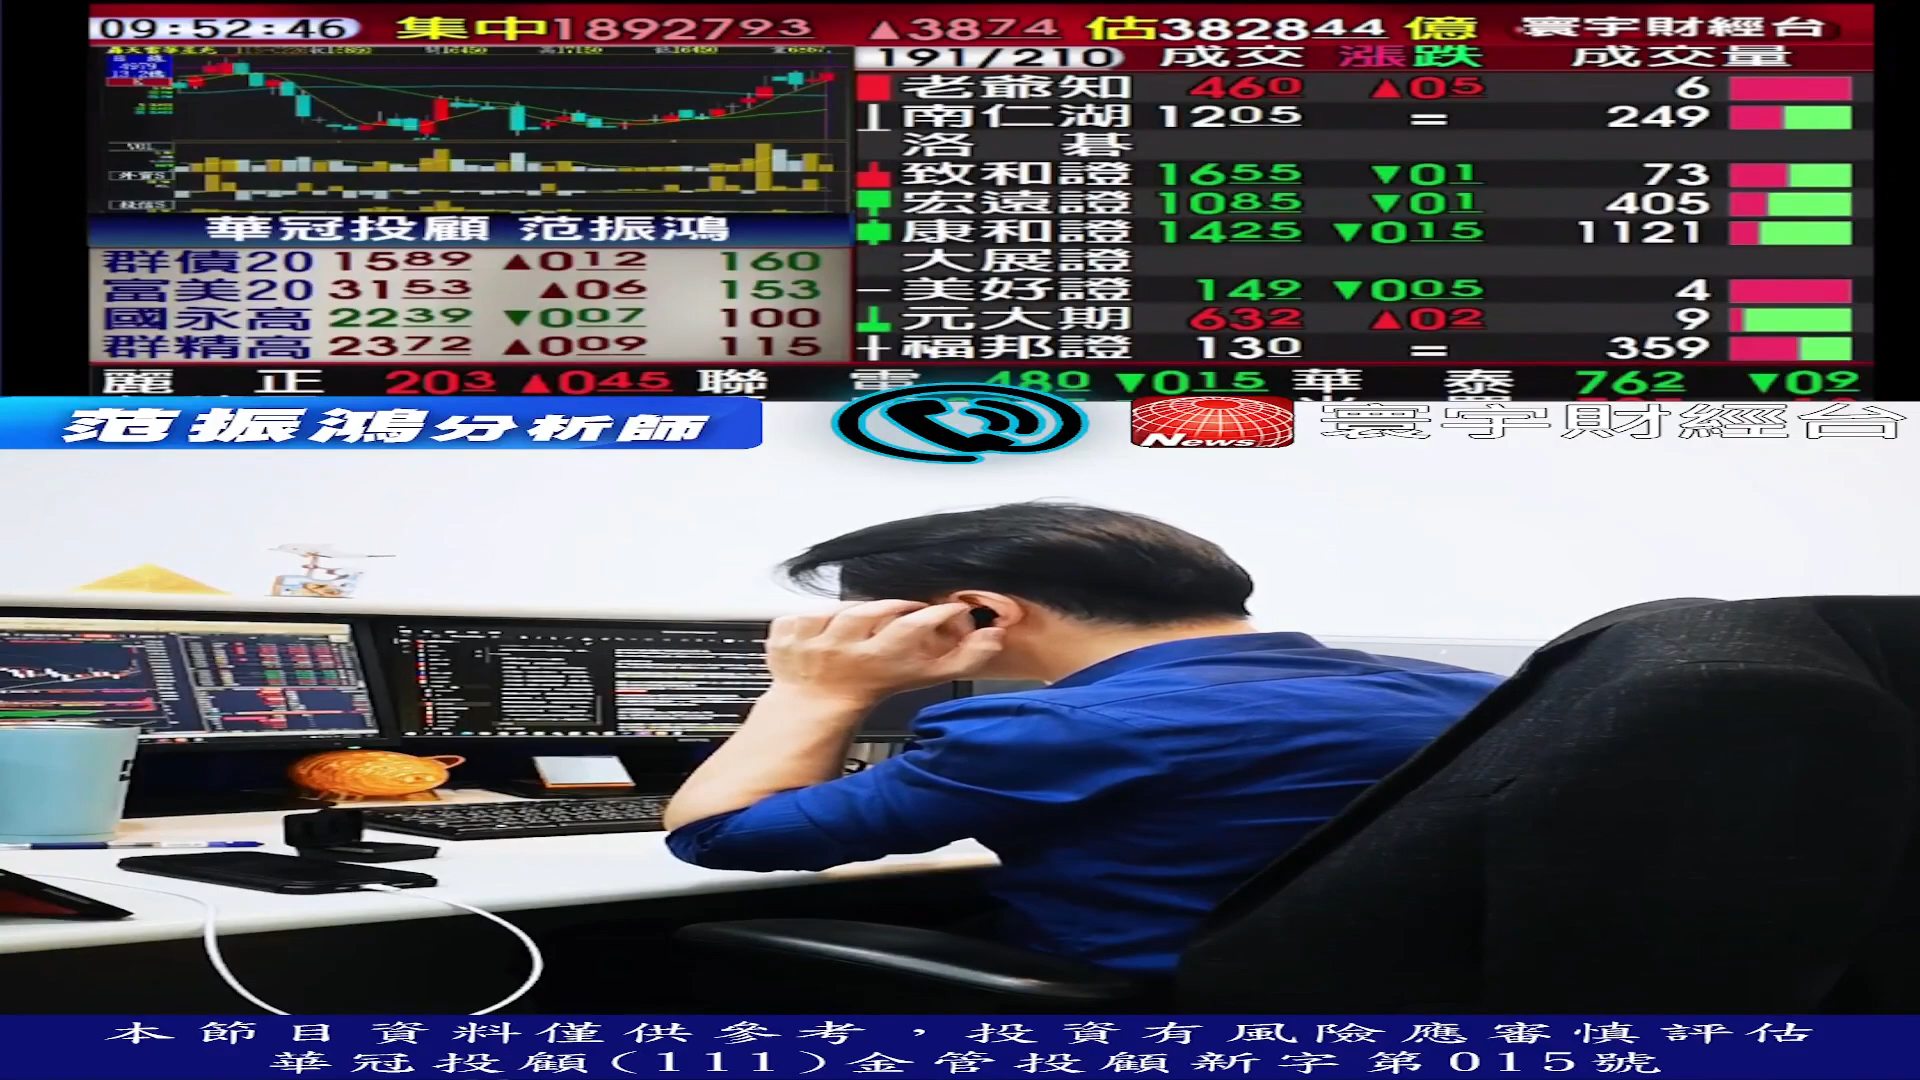 09:52:46 集中1892793 ▲3874 估382844億 寰宇財經台
191/210 成交 漲跌 成交量
老爺知 460 ▲05 6
南仁湖 1205 = 249
洛碁
致和證 1655 ▼01 73
宏遠證 1085 ▼01 405
康和證 1425 ▼015 1121
大展證
美好證 149 ▼005 4
元大期 632 ▲02 9
福邦證 130 = 359
華冠投顧 范振鴻
群債20 1589 ▲012 160
富美20 3153 ▲06 153
國永高 2239 ▼007 100
群精高 2372 ▲009 115
麗正 203 ▲045 聯電 480 ▼015 華泰 762 ▼09
范振鴻分析師
News 寰宇財經台
本節目資料僅供參考，投資有風險應審慎評估
華冠投顧(111)金管投顧新字第015號